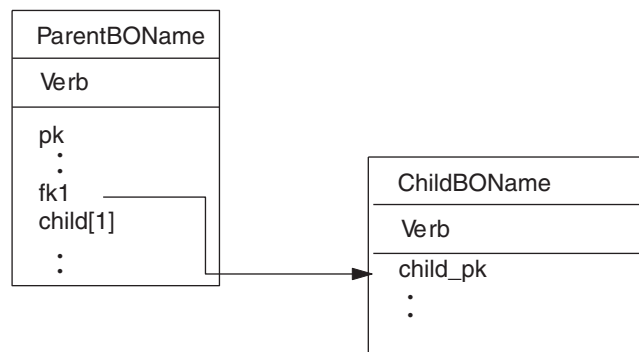 ParentBOName
Verb
pk
fk1
child[1]
ChildBOName
Verb
child_pk